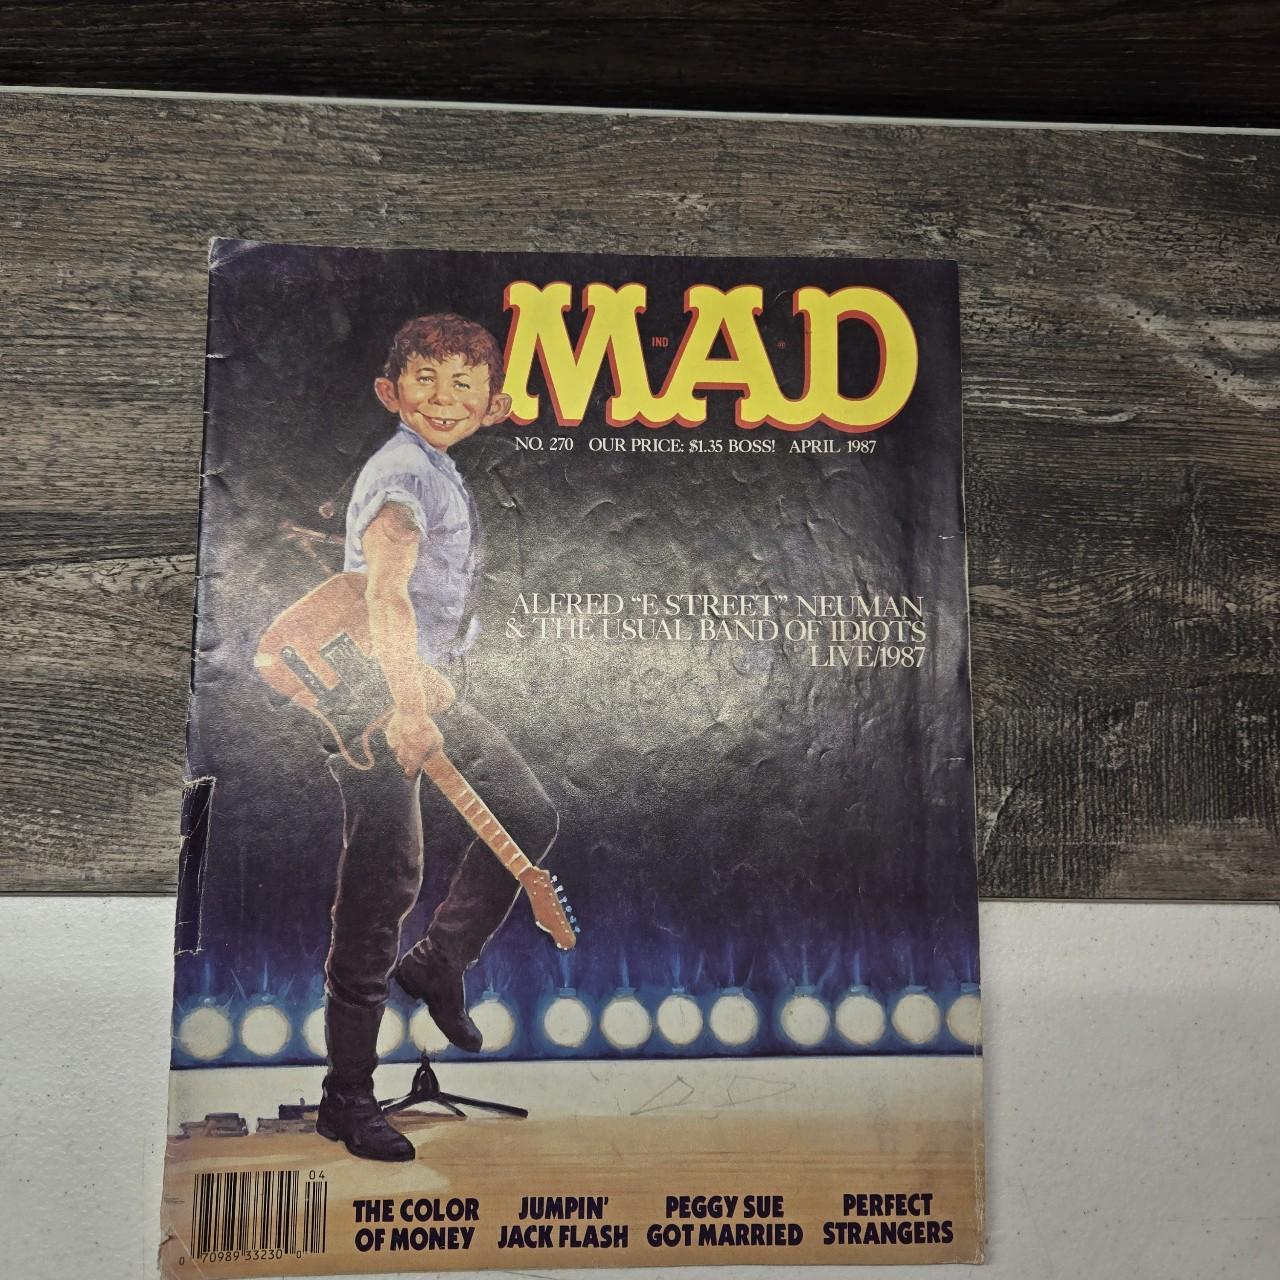 MAD
IND
NO. 270 OUR PRICE: $1.35 BOSS! APRIL 1987
ALFRED “E STREET” NEUMAN
& THE USUAL BAND OF IDIOTS
LIVE/1987
04
0 70989 33230 0
THE COLOR
OF MONEY
JUMPIN'
JACK FLASH
PEGGY SUE
GOT MARRIED
PERFECT
STRANGERS